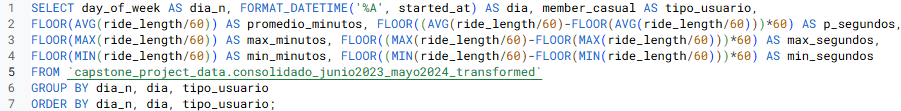 1 SELECT day_of_week AS dia_n, FORMAT_DATETIME('%A', started_at) AS dia, member_casual AS tipo_usuario,
2 FLOOR(AVG(ride_length/60)) AS promedio_minutos, FLOOR((AVG(ride_length/60)-FLOOR(AVG(ride_length/60)))*60) AS p_segundos,
3 FLOOR(MAX(ride_length/60)) AS max_minutos, FLOOR((MAX(ride_length/60)-FLOOR(MAX(ride_length/60)))*60) AS max_segundos,
4 FLOOR(MIN(ride_length/60)) AS min_minutos, FLOOR((MIN(ride_length/60)-FLOOR(MIN(ride_length/60)))*60) AS min_segundos
5 FROM `capstone_project_data.consolidado_junio2023_mayo2024_transformed`
6 GROUP BY dia_n, dia, tipo_usuario
7 ORDER BY dia_n, dia, tipo_usuario;